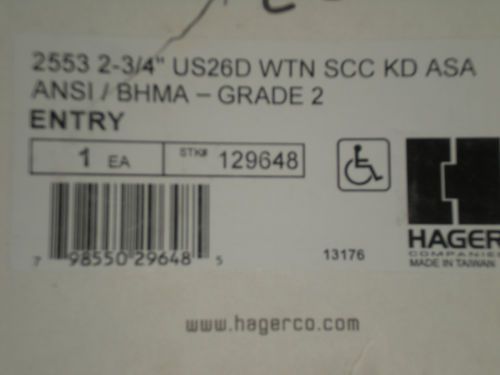 2553 2-3/4" US26D WTN SCC KD ASA
ANSI / BHMA – GRADE 2
ENTRY
1 EA STK# 129648
7 98550 29648 5
13176
HAGER
COMPANIES
MADE IN TAIWAN
www.hagerco.com